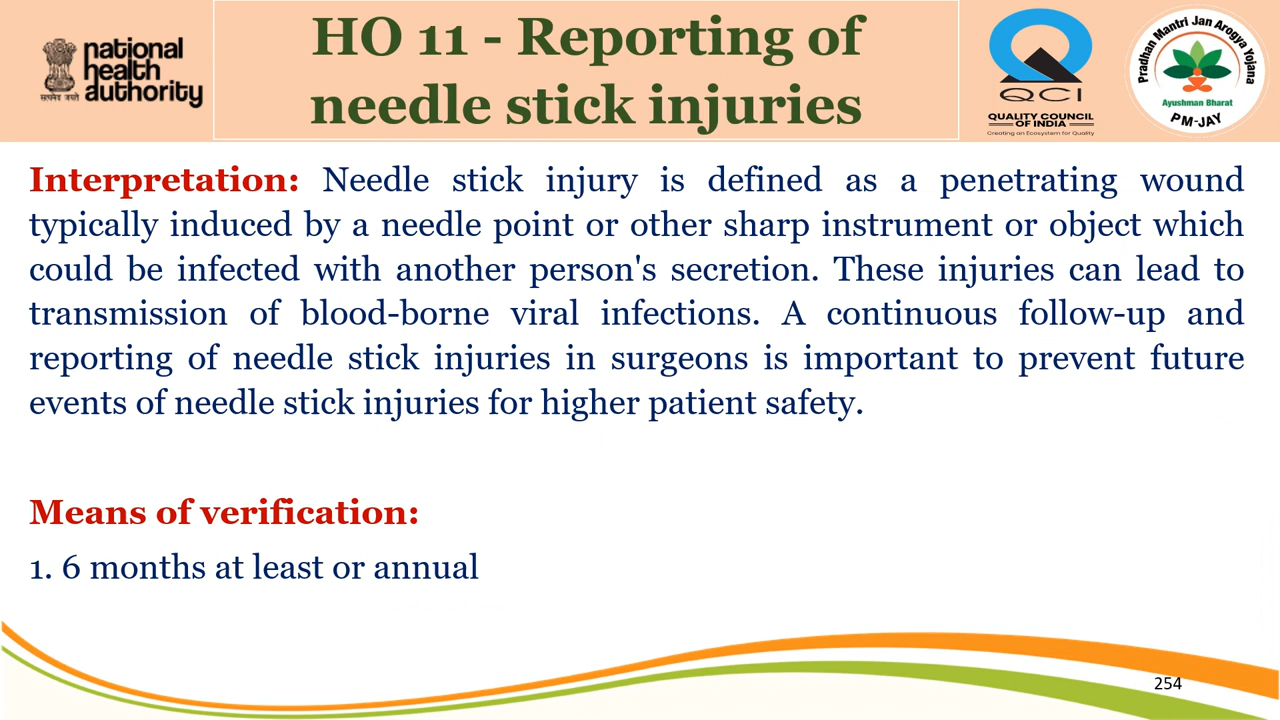 HO 11 - Reporting of
needle stick injuries
national
health
authority
सत्यमेव जयते
QCI
QUALITY COUNCIL
OF INDIA
Creating an Ecosystem for Quality
Pradhan Mantri Jan Arogya Yojana
Ayushman Bharat
PM-JAY
Interpretation: Needle stick injury is defined as a penetrating wound
typically induced by a needle point or other sharp instrument or object which
could be infected with another person's secretion. These injuries can lead to
transmission of blood-borne viral infections. A continuous follow-up and
reporting of needle stick injuries in surgeons is important to prevent future
events of needle stick injuries for higher patient safety.
Means of verification:
1. 6 months at least or annual
254